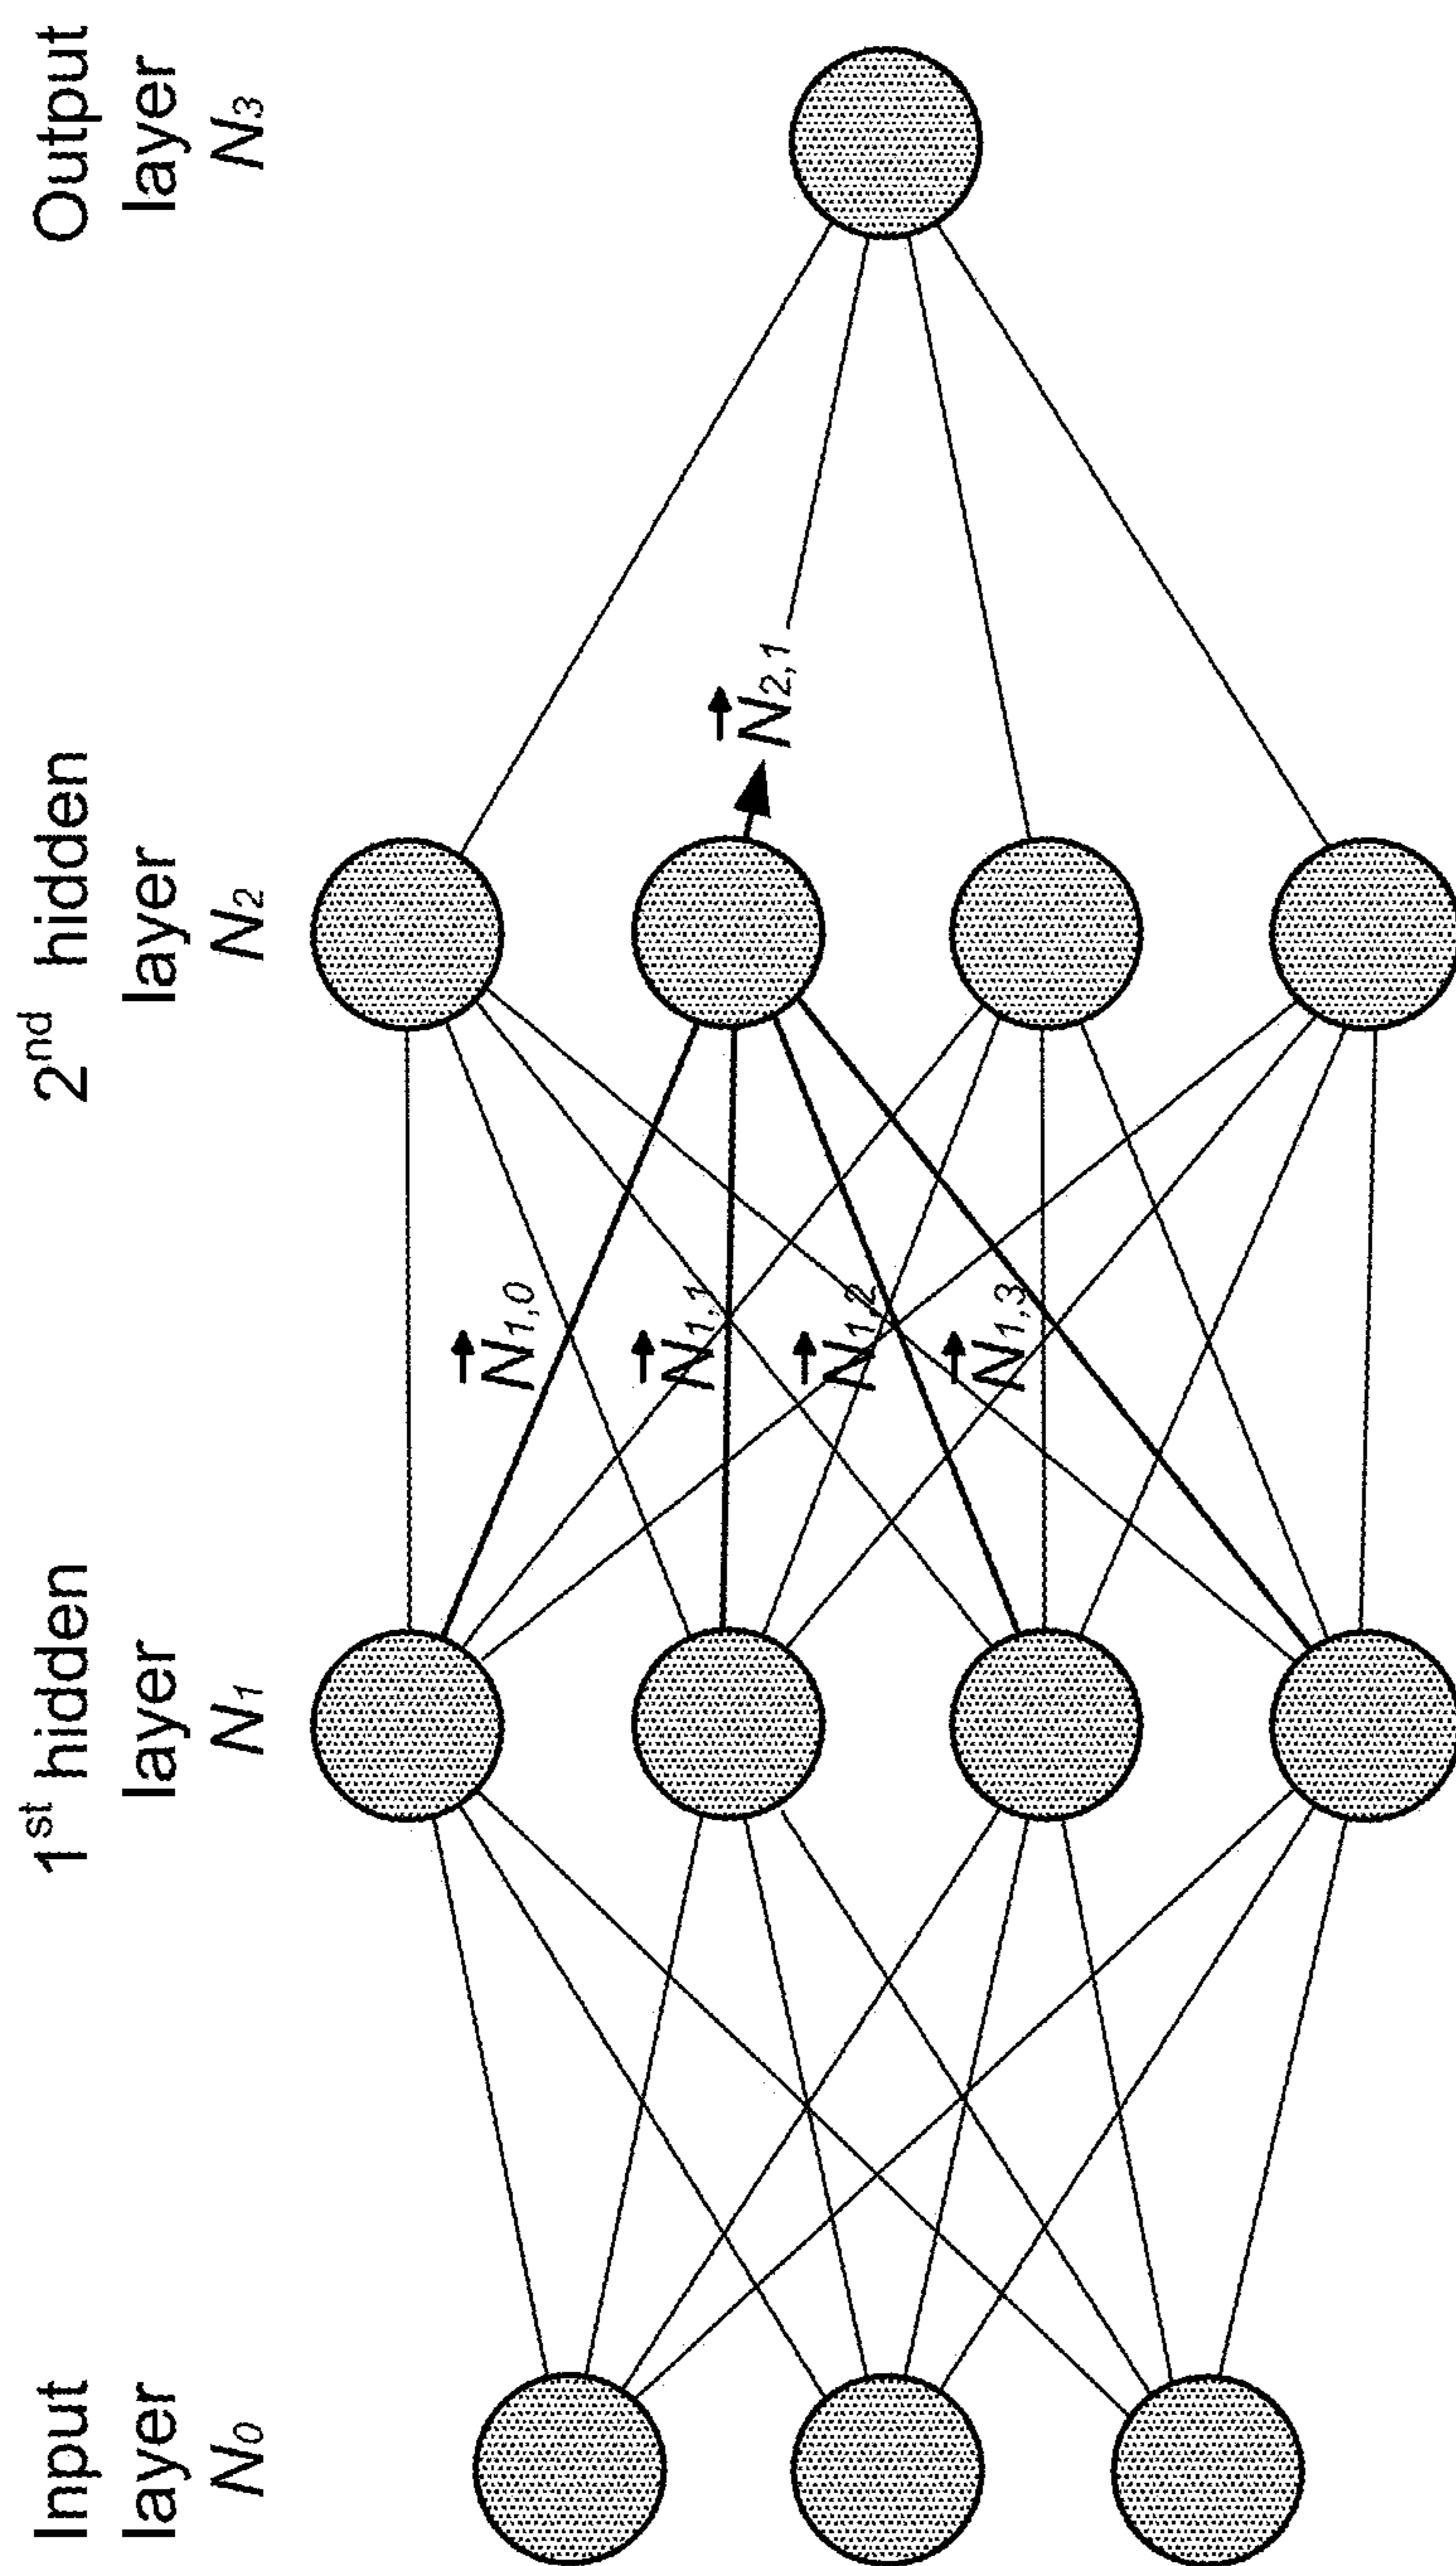 Input
layer
N0
1st hidden
layer
N1
2nd hidden
layer
N2
Output
layer
N3
N1,0
N1,1
N1,2
N1,3
N2,1